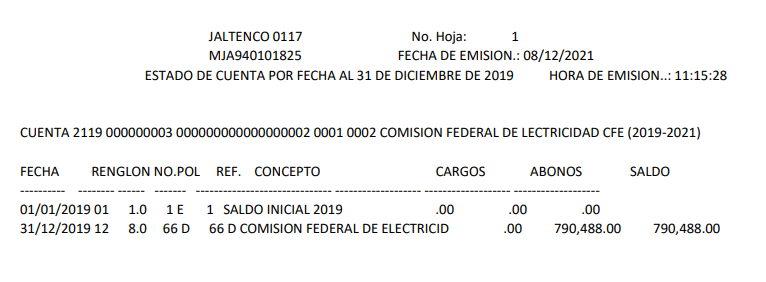 JALTENCO 0117 No. Hoja: 1
MJA940101825 FECHA DE EMISION.: 08/12/2021
ESTADO DE CUENTA POR FECHA AL 31 DE DICIEMBRE DE 2019 HORA DE EMISION..: 11:15:28
CUENTA 2119 000000003 000000000000000002 0001 0002 COMISION FEDERAL DE LECTRICIDAD CFE (2019-2021)
FECHA RENGLON NO.POL REF. CONCEPTO CARGOS ABONOS SALDO
---------- -------- ------ ------- ------------------------------- -------------------- -------------------- --------------------
01/01/2019 01 1.0 1 E 1 SALDO INICIAL 2019 .00 .00 .00
31/12/2019 12 8.0 66 D 66 D COMISION FEDERAL DE ELECTRICID .00 790,488.00 790,488.00